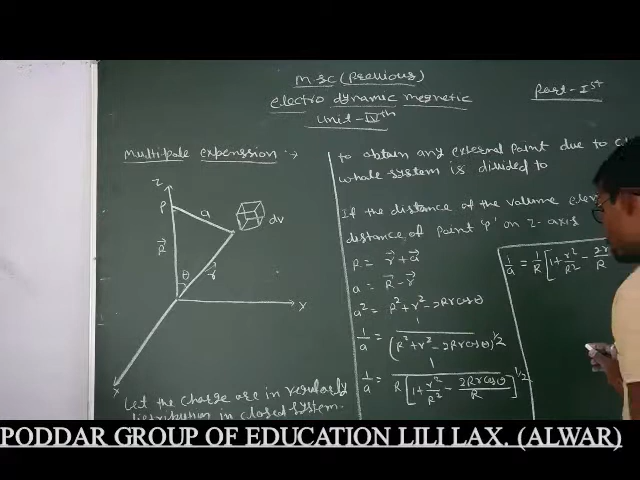 M.SC (Previous)
electro dynamic megnetic
unit-IVth
Part-Ist
Multipole expension :→
Z
P
a
dv
R⃗
θ
r⃗
Y
X
Let the charge are in
distribution in closed system.
to obtain any external point due to
whole system is divided to
If the distance of the volume
distance of point 'P' on Z-axis
R = r⃗ + a⃗
a = R⃗ - r⃗
a² = R² + r² - 2Rr cosθ
1/a = 1/(R² + r² - 2Rr cosθ)^1/2
1/a = 1/R[1 + r²/R² - 2Rr cosθ/R]^1/2
1/a = 1/R[1 + r²/R² - 2r/R
PODDAR GROUP OF EDUCATION LILI LAX. (ALWAR)